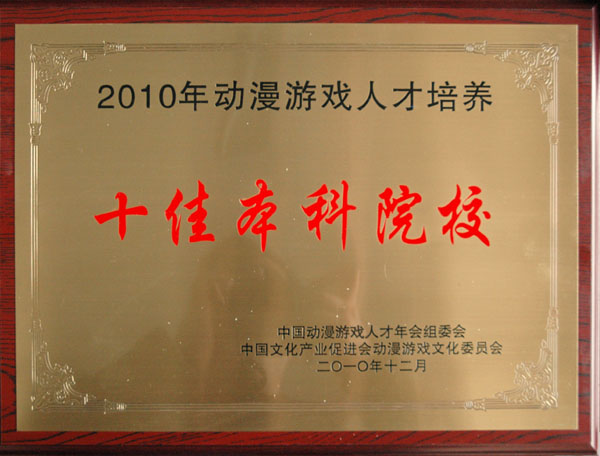 2010年动漫游戏人才培养
十佳本科院校
中国动漫游戏人才年会组委会
中国文化产业促进会动漫游戏文化委员会
二〇一〇年十二月